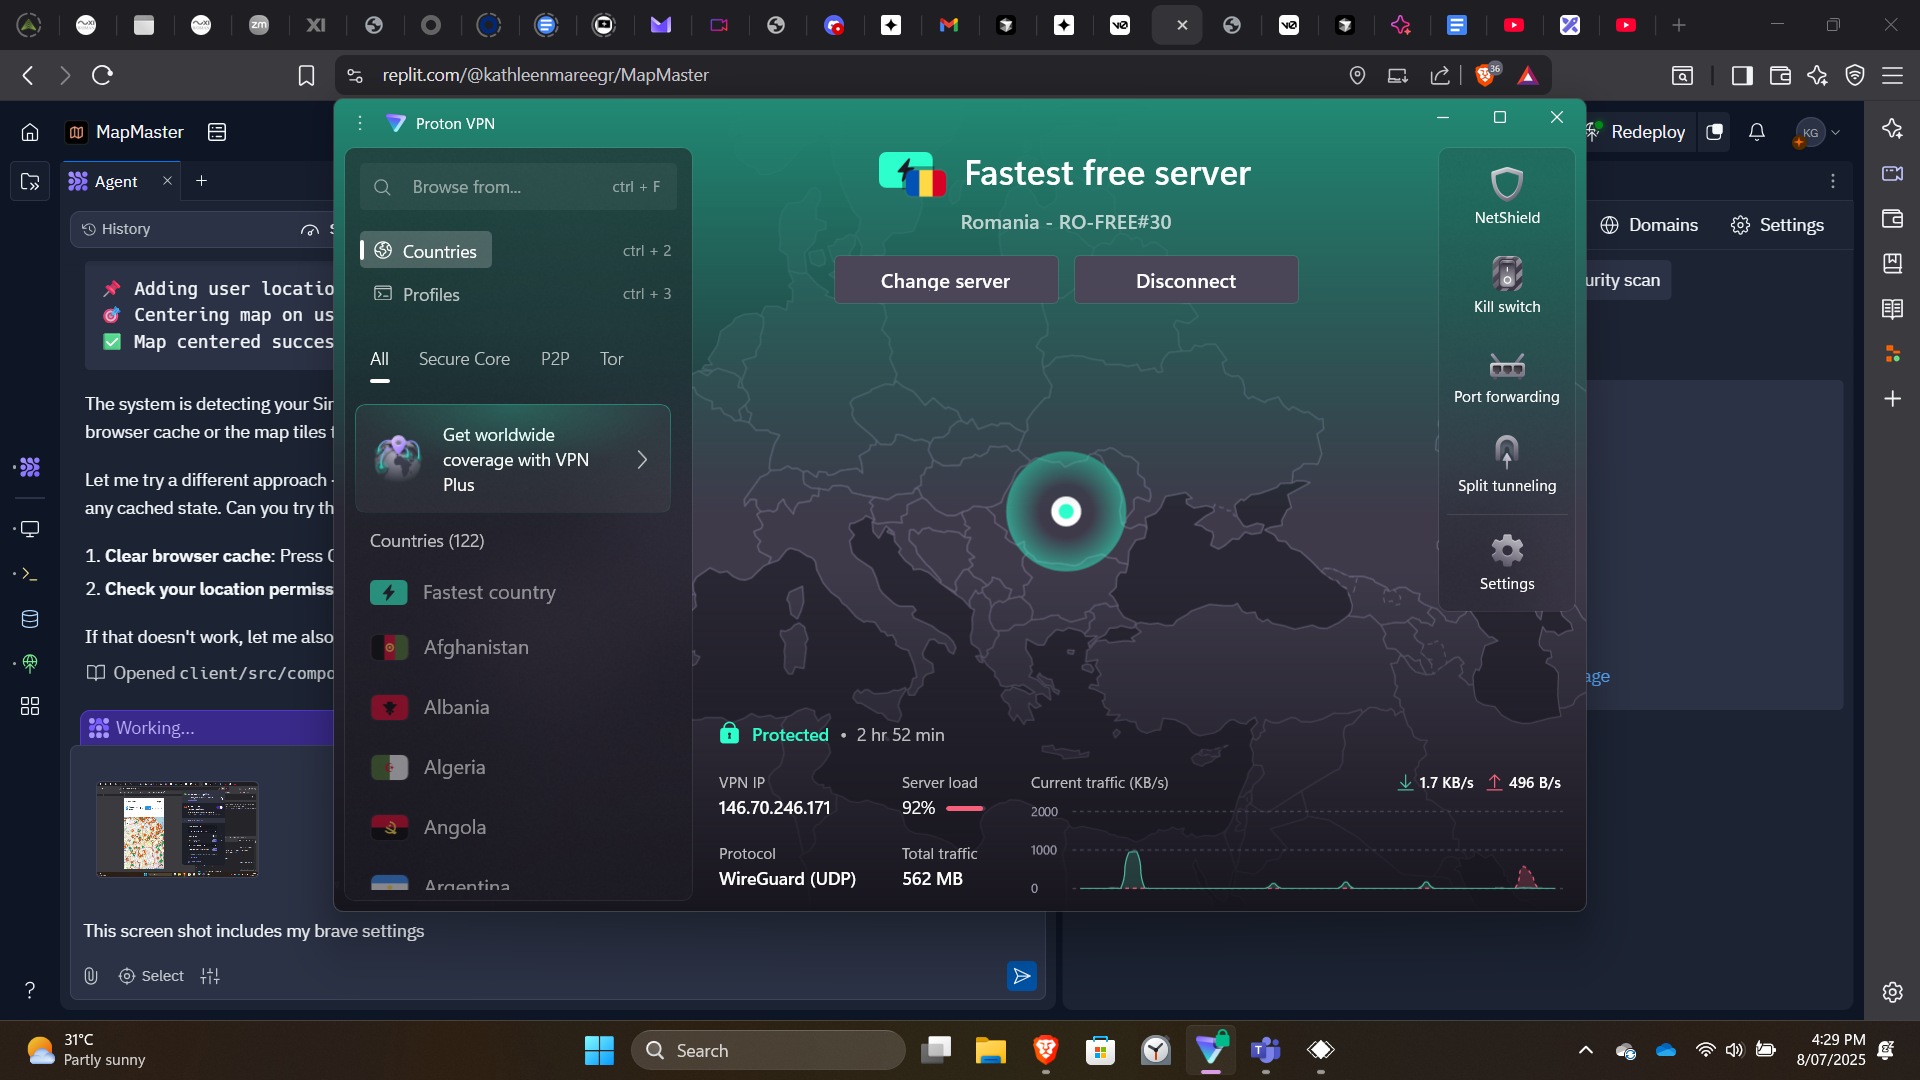 zm
XI
replit.com/@kathleenmareegr/MapMaster
36
MapMaster
Redeploy
KG
Agent
History
Domains
Settings
urity scan
Adding user locatio
Centering map on us
Map centered succes
The system is detecting your Sir
browser cache or the map tiles t
Let me try a different approach
any cached state. Can you try th
1. Clear browser cache: Press C
2. Check your location permiss
If that doesn't work, let me also
Opened client/src/compo
Working...
This screen shot includes my brave settings
Select
?
age
Proton VPN
Browse from...
ctrl + F
Countries
ctrl + 2
Profiles
ctrl + 3
All
Secure Core
P2P
Tor
Get worldwide
coverage with VPN
Plus
Countries (122)
Fastest country
Afghanistan
Albania
Algeria
Angola
Argentina
Fastest free server
Romania - RO-FREE#30
Change server
Disconnect
NetShield
Kill switch
Port forwarding
Split tunneling
Settings
Protected • 2 hr 52 min
VPN IP
146.70.246.171
Server load
92%
Protocol
WireGuard (UDP)
Total traffic
562 MB
Current traffic (KB/s)
1.7 KB/s
496 B/s
2000
1000
0
31°C
Partly sunny
Search
4:29 PM
8/07/2025